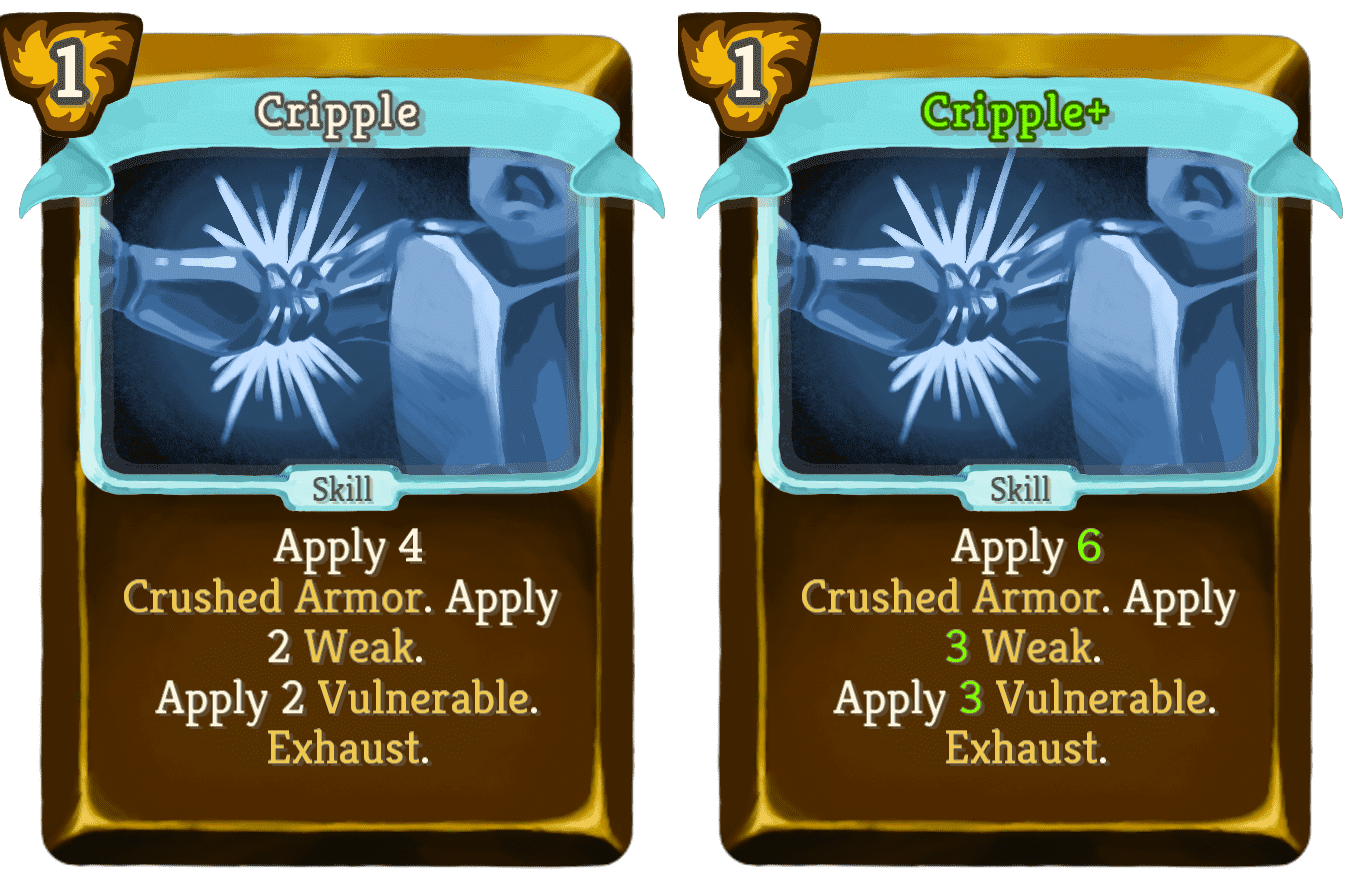 1
Cripple
Skill
Apply 4
Crushed Armor. Apply
2 Weak.
Apply 2 Vulnerable.
Exhaust.
1
Cripple+
Skill
Apply 6
Crushed Armor. Apply
3 Weak.
Apply 3 Vulnerable.
Exhaust.